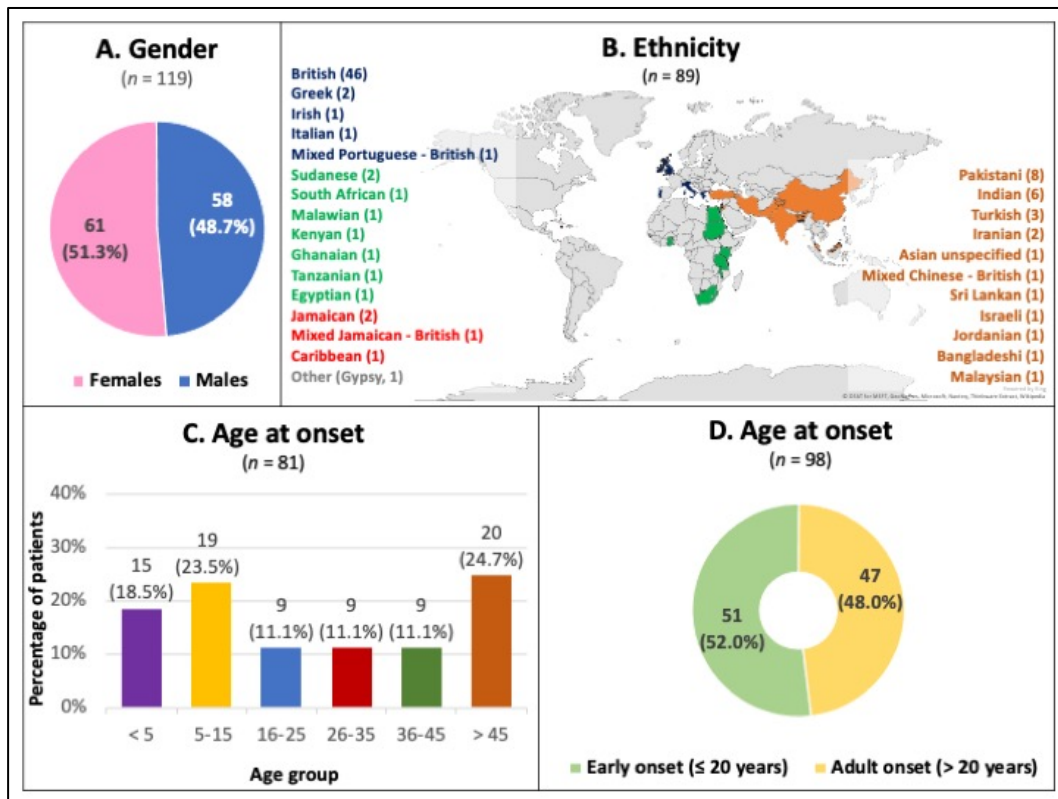 A. Gender
(n = 119)
58
(48.7%)
61
(51.3%)
Females
Males
B. Ethnicity
(n = 89)
British (46)
Greek (2)
Irish (1)
Italian (1)
Mixed Portuguese - British (1)
Sudanese (2)
South African (1)
Malawian (1)
Kenyan (1)
Ghanaian (1)
Tanzanian (1)
Egyptian (1)
Jamaican (2)
Mixed Jamaican - British (1)
Caribbean (1)
Other (Gypsy, 1)
Pakistani (8)
Indian (6)
Turkish (3)
Iranian (2)
Asian unspecified (1)
Mixed Chinese - British (1)
Sri Lankan (1)
Israeli (1)
Jordanian (1)
Bangladeshi (1)
Malaysian (1)
Powered by Bing
C. Age at onset
(n = 81)
Percentage of patients
40%
30%
20%
10%
0%
15
(18.5%)
19
(23.5%)
9
(11.1%)
9
(11.1%)
9
(11.1%)
20
(24.7%)
< 5
5-15
16-25
26-35
36-45
> 45
Age group
D. Age at onset
(n = 98)
47
(48.0%)
51
(52.0%)
Early onset (≤ 20 years)
Adult onset (> 20 years)